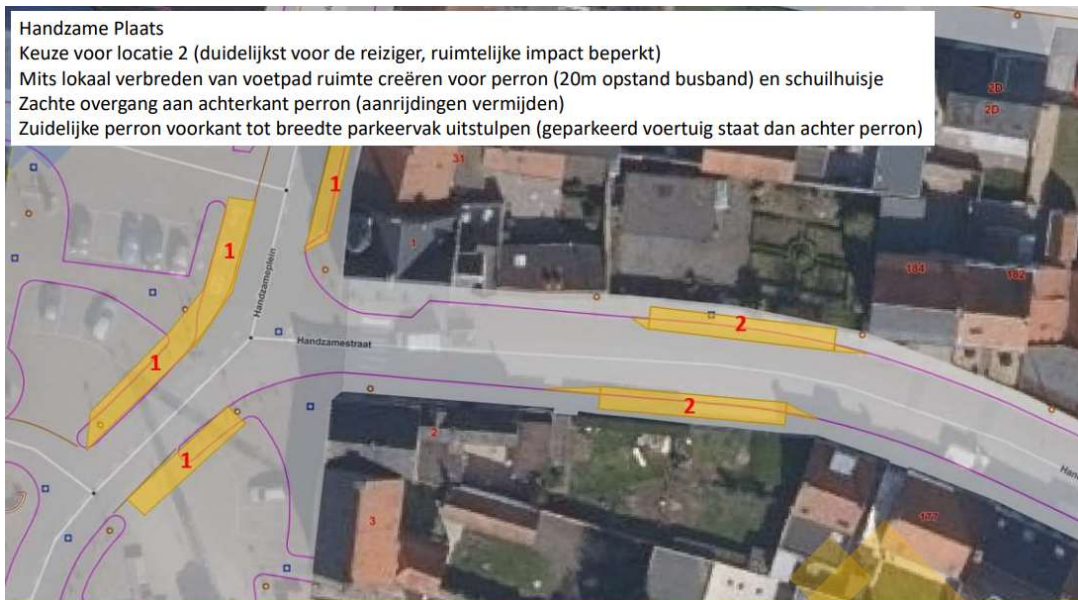 Handzame Plaats
Keuze voor locatie 2 (duidelijkst voor de reiziger, ruimtelijke impact beperkt)
Mits lokaal verbreden van voetpad ruimte creëren voor perron (20m opstand busband) en schuilhuisje
Zachte overgang aan achterkant perron (aanrijdingen vermijden)
Zuidelijke perron voorkant tot breedte parkeervak uitstulpen (geparkeerd voertuig staat dan achter perron)
2D
2D
31
1
1
1
184
182
Handzameplein
2
Handzamestraat
1
2
2
1
Han
3
177